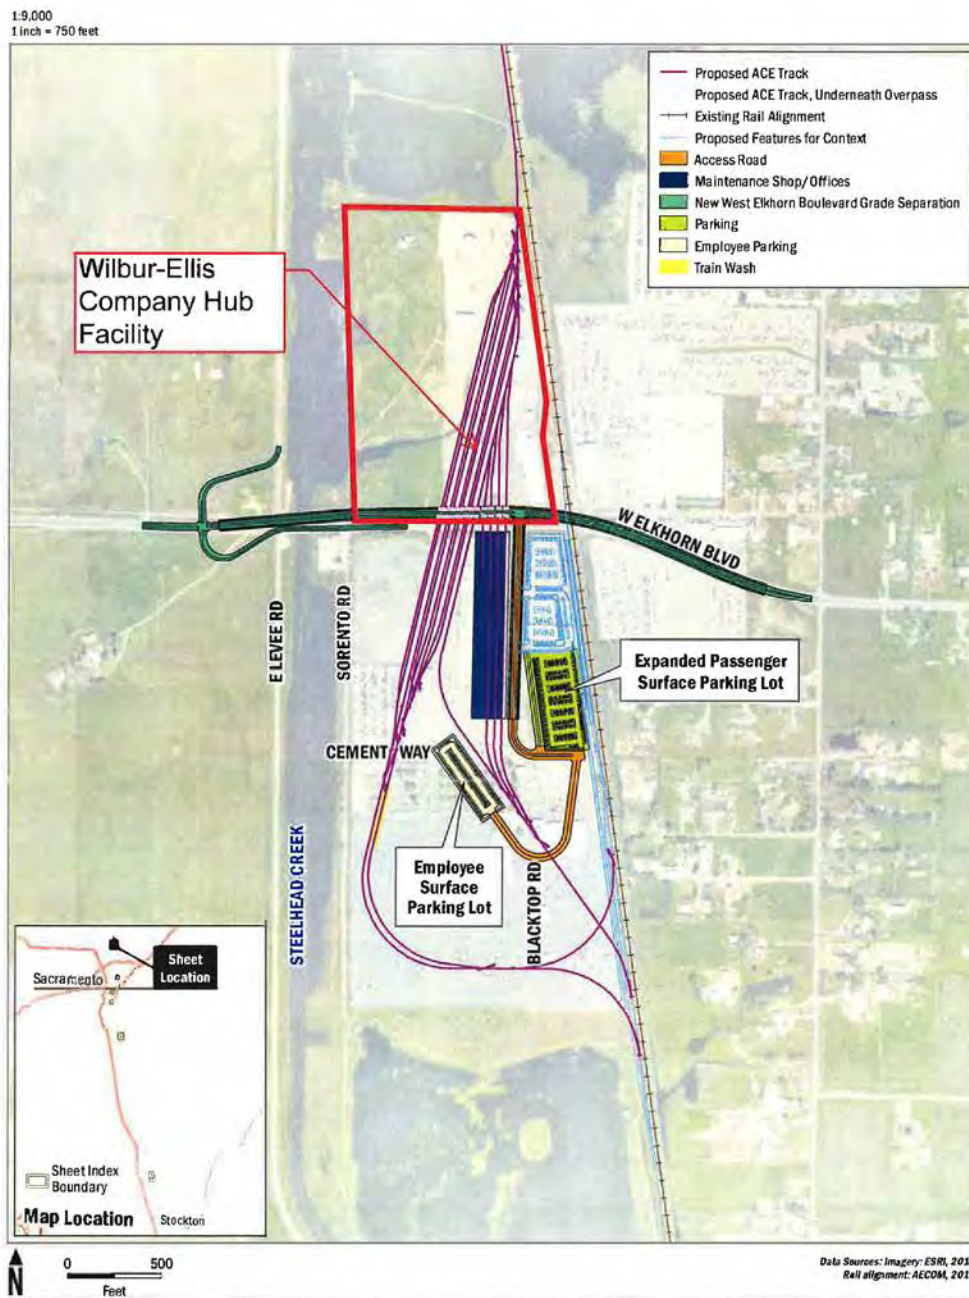 1:9,000
1 inch = 750 feet
Proposed ACE Track
Proposed ACE Track, Underneath Overpass
Existing Rail Alignment
Proposed Features for Context
Access Road
Maintenance Shop/Offices
New West Elkhorn Boulevard Grade Separation
Parking
Employee Parking
Train Wash
Wilbur-Ellis
Company Hub
Facility
W ELKHORN BLVD
E LEVEE RD
SORENTO RD
Expanded Passenger
Surface Parking Lot
CEMENT WAY
Employee
Surface
Parking Lot
BLACKTOP RD
STEELHEAD CREEK
Sheet
Location
Sacramento
Sheet Index
Boundary
Map Location
Stockton
N
0 500
Feet
Data Sources: Imagery: ESRI, 201
Rail alignment: AECOM, 201